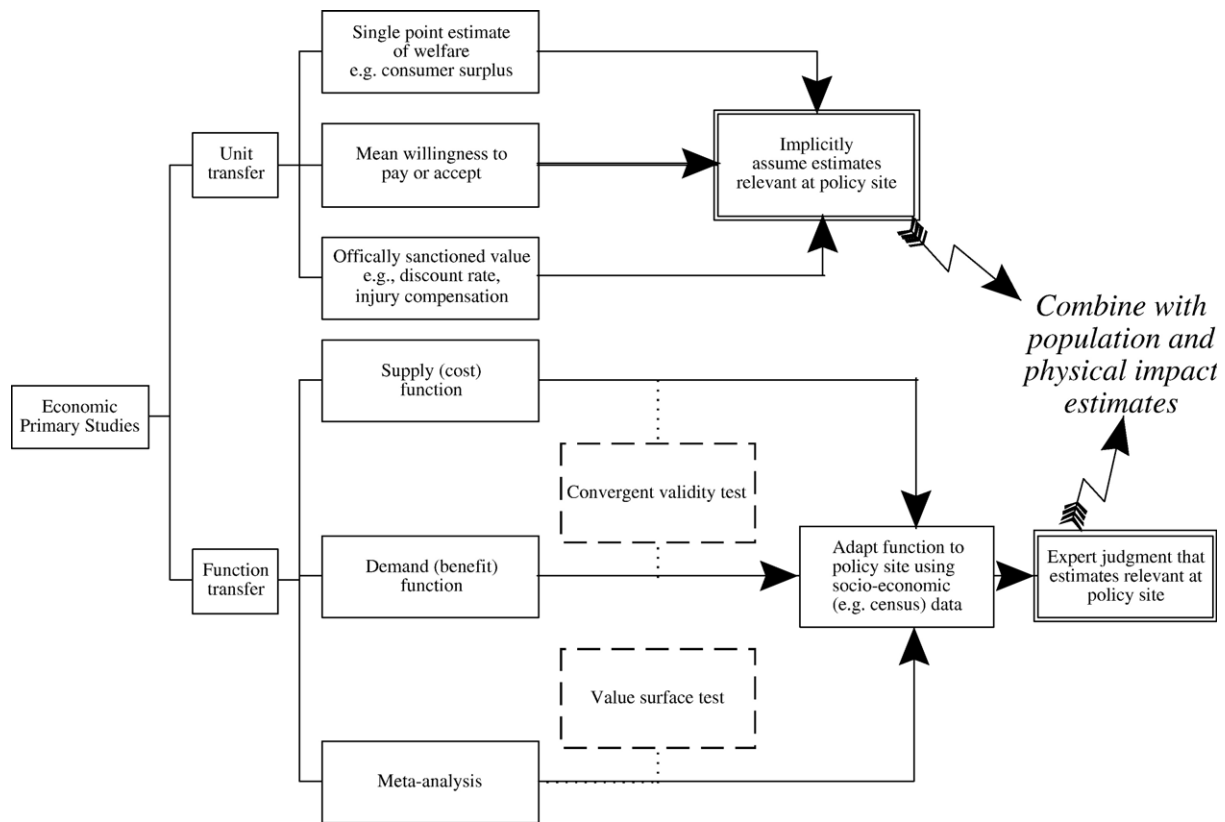 Single point estimate
of welfare
e.g. consumer surplus
Unit
transfer
Mean willingness to
pay or accept
Implicitly
assume estimates
relevant at policy site
Offically sanctioned value
e.g., discount rate,
injury compensation
Combine with
population and
physical impact
estimates
Economic
Primary Studies
Supply (cost)
function
Convergent validity test
Function
transfer
Demand (benefit)
function
Adapt function to
policy site using
socio-economic
(e.g. census) data
Expert judgment that
estimates relevant at
policy site
Value surface test
Meta-analysis